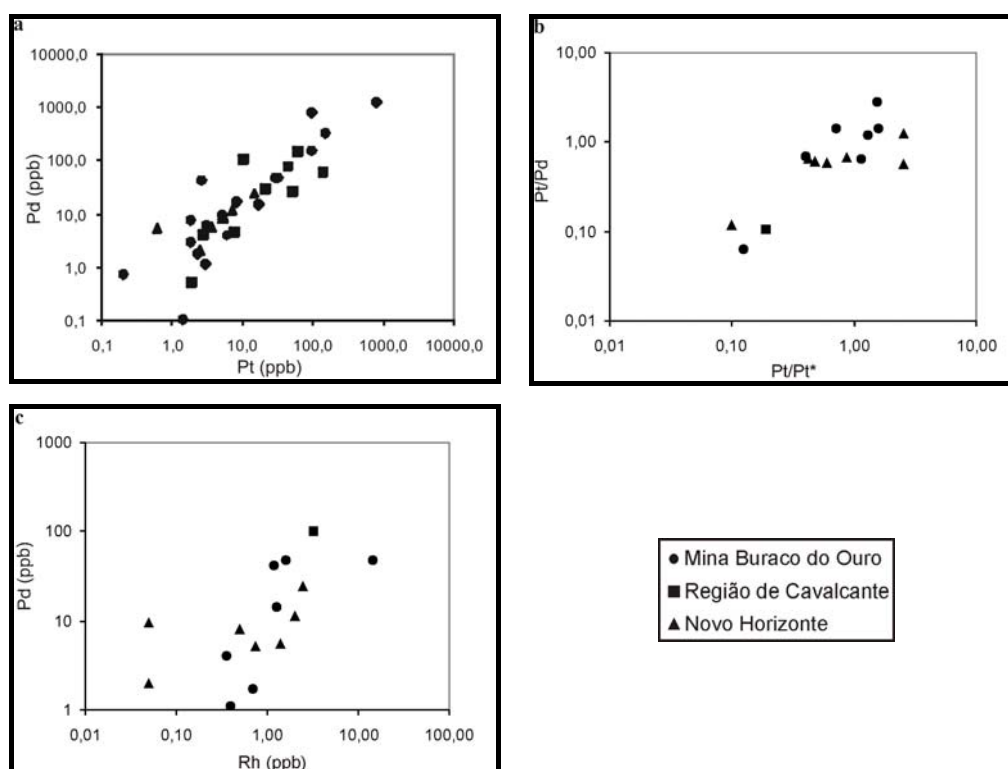 a
10000,0
1000,0
100,0
10,0
1,0
0,1
Pd (ppb)
0,1 1,0 10,0 100,0 1000,0 10000,0
Pt (ppb)
b
10,00
1,00
0,10
0,01
Pt/Pd
0,01 0,10 1,00 10,00
Pt/Pt*
c
1000
100
10
1
Pd (ppb)
0,01 0,10 1,00 10,00 100,00
Rh (ppb)
Mina Buraco do Ouro
Região de Cavalcante
Novo Horizonte